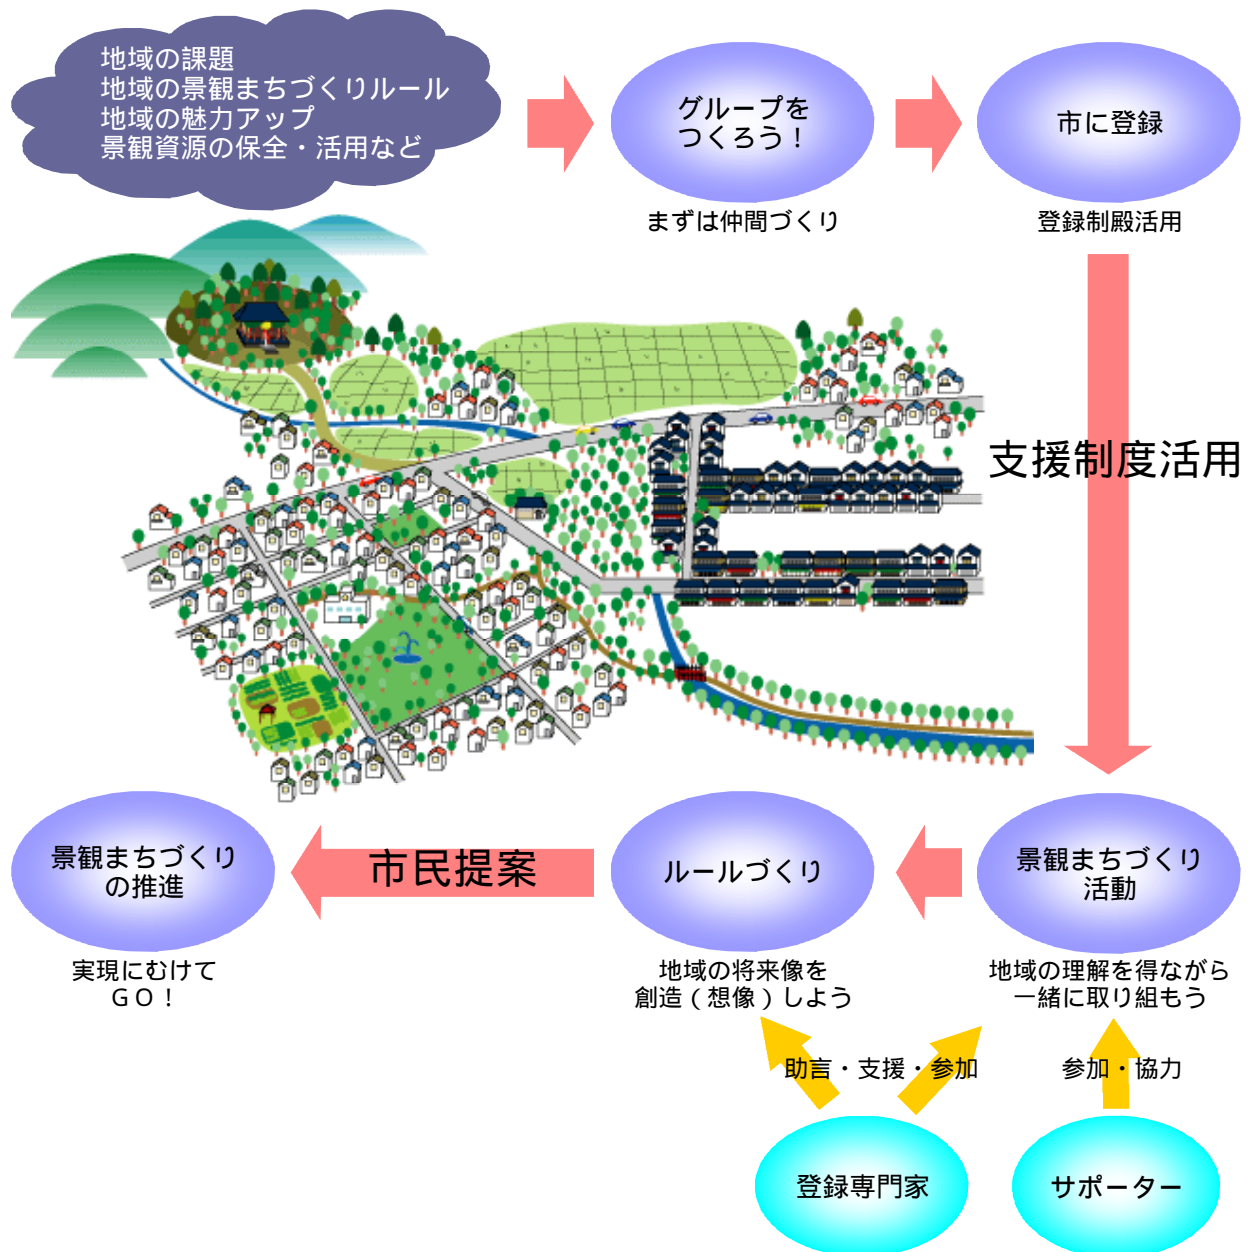 地域の課題
地域の景観まちづくりルール
地域の魅力アップ
景観資源の保全・活用など
グループを
つくろう！
まずは仲間づくり
市に登録
登録制殿活用
支援制度活用
景観まちづくり
活動
地域の理解を得ながら
一緒に取り組もう
ルールづくり
地域の将来像を
創造（想像）しよう
市民提案
景観まちづくり
の推進
実現にむけて
ＧＯ！
助言・支援・参加
参加・協力
登録専門家
サポーター